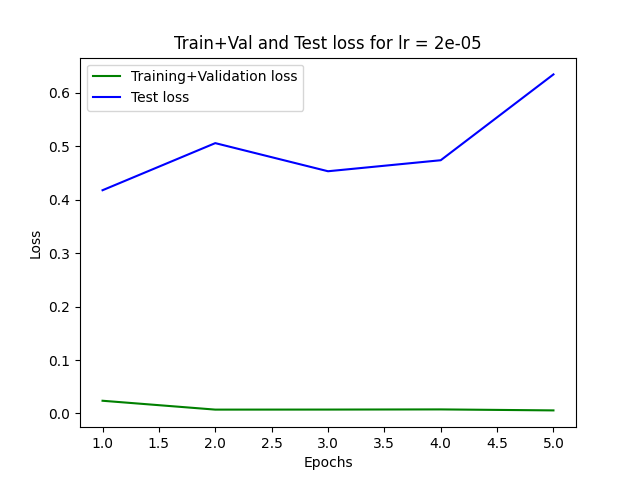 Train+Val and Test loss for lr = 2e-05
Training+Validation loss
Test loss
0.6
0.5
0.4
0.3
0.2
0.1
0.0
Loss
1.0 1.5 2.0 2.5 3.0 3.5 4.0 4.5 5.0
Epochs